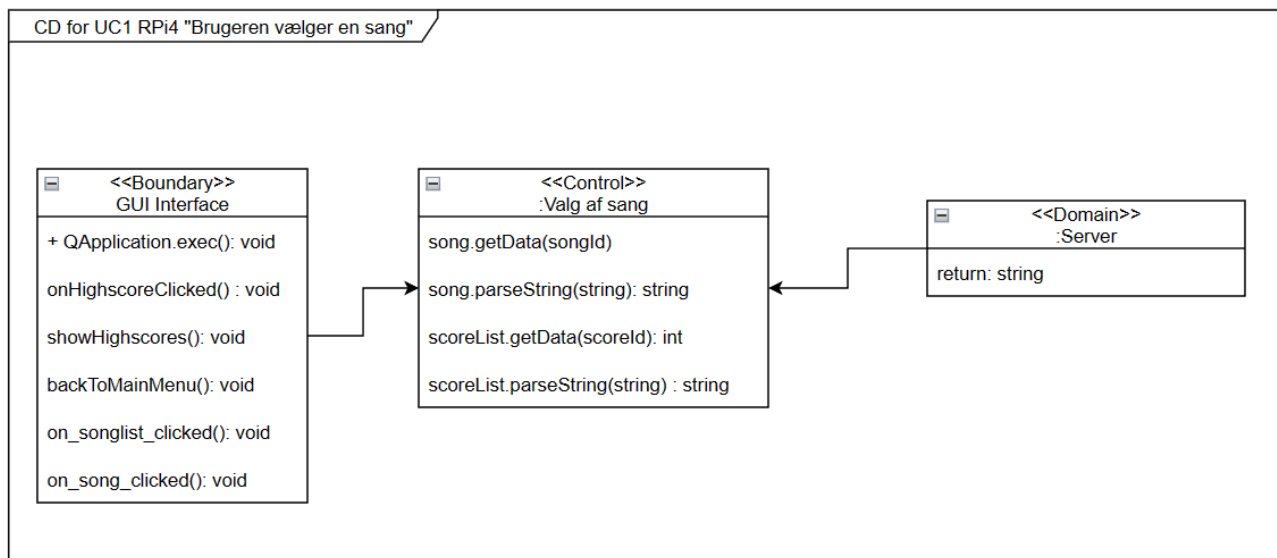 CD for UC1 RPi4 "Brugeren vælger en sang"
<<Boundary>>
GUI Interface
+ QApplication.exec(): void
onHighscoreClicked() : void
showHighscores(): void
backToMainMenu(): void
on_songlist_clicked(): void
on_song_clicked(): void
<<Control>>
:Valg af sang
song.getData(songId)
song.parseString(string): string
scoreList.getData(scoreId): int
scoreList.parseString(string) : string
<<Domain>>
:Server
return: string